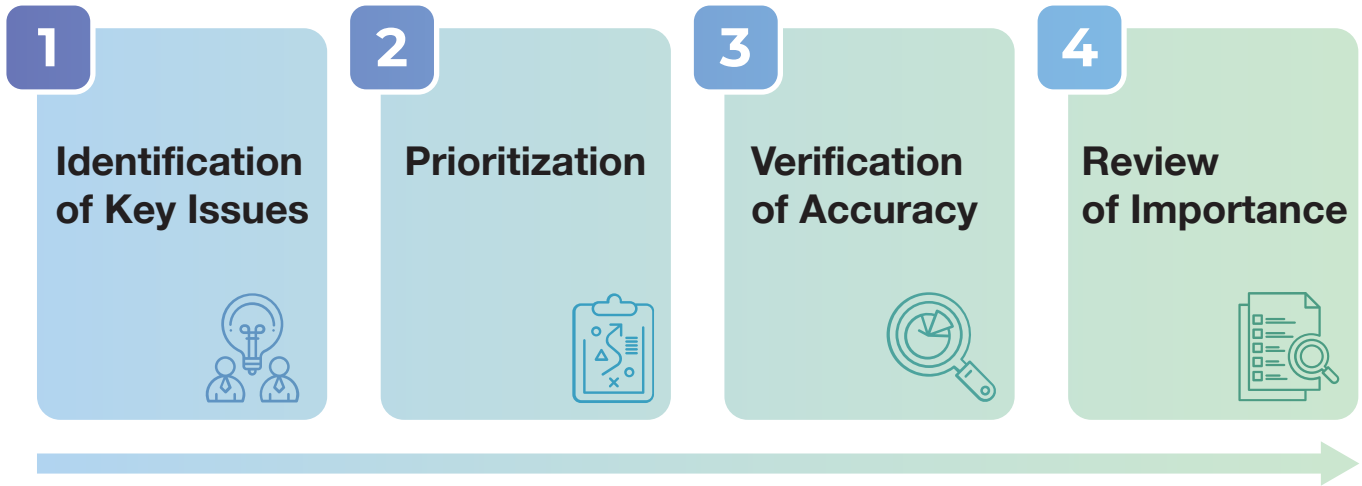 1
Identification
of Key Issues
2
Prioritization
3
Verification
of Accuracy
4
Review
of Importance